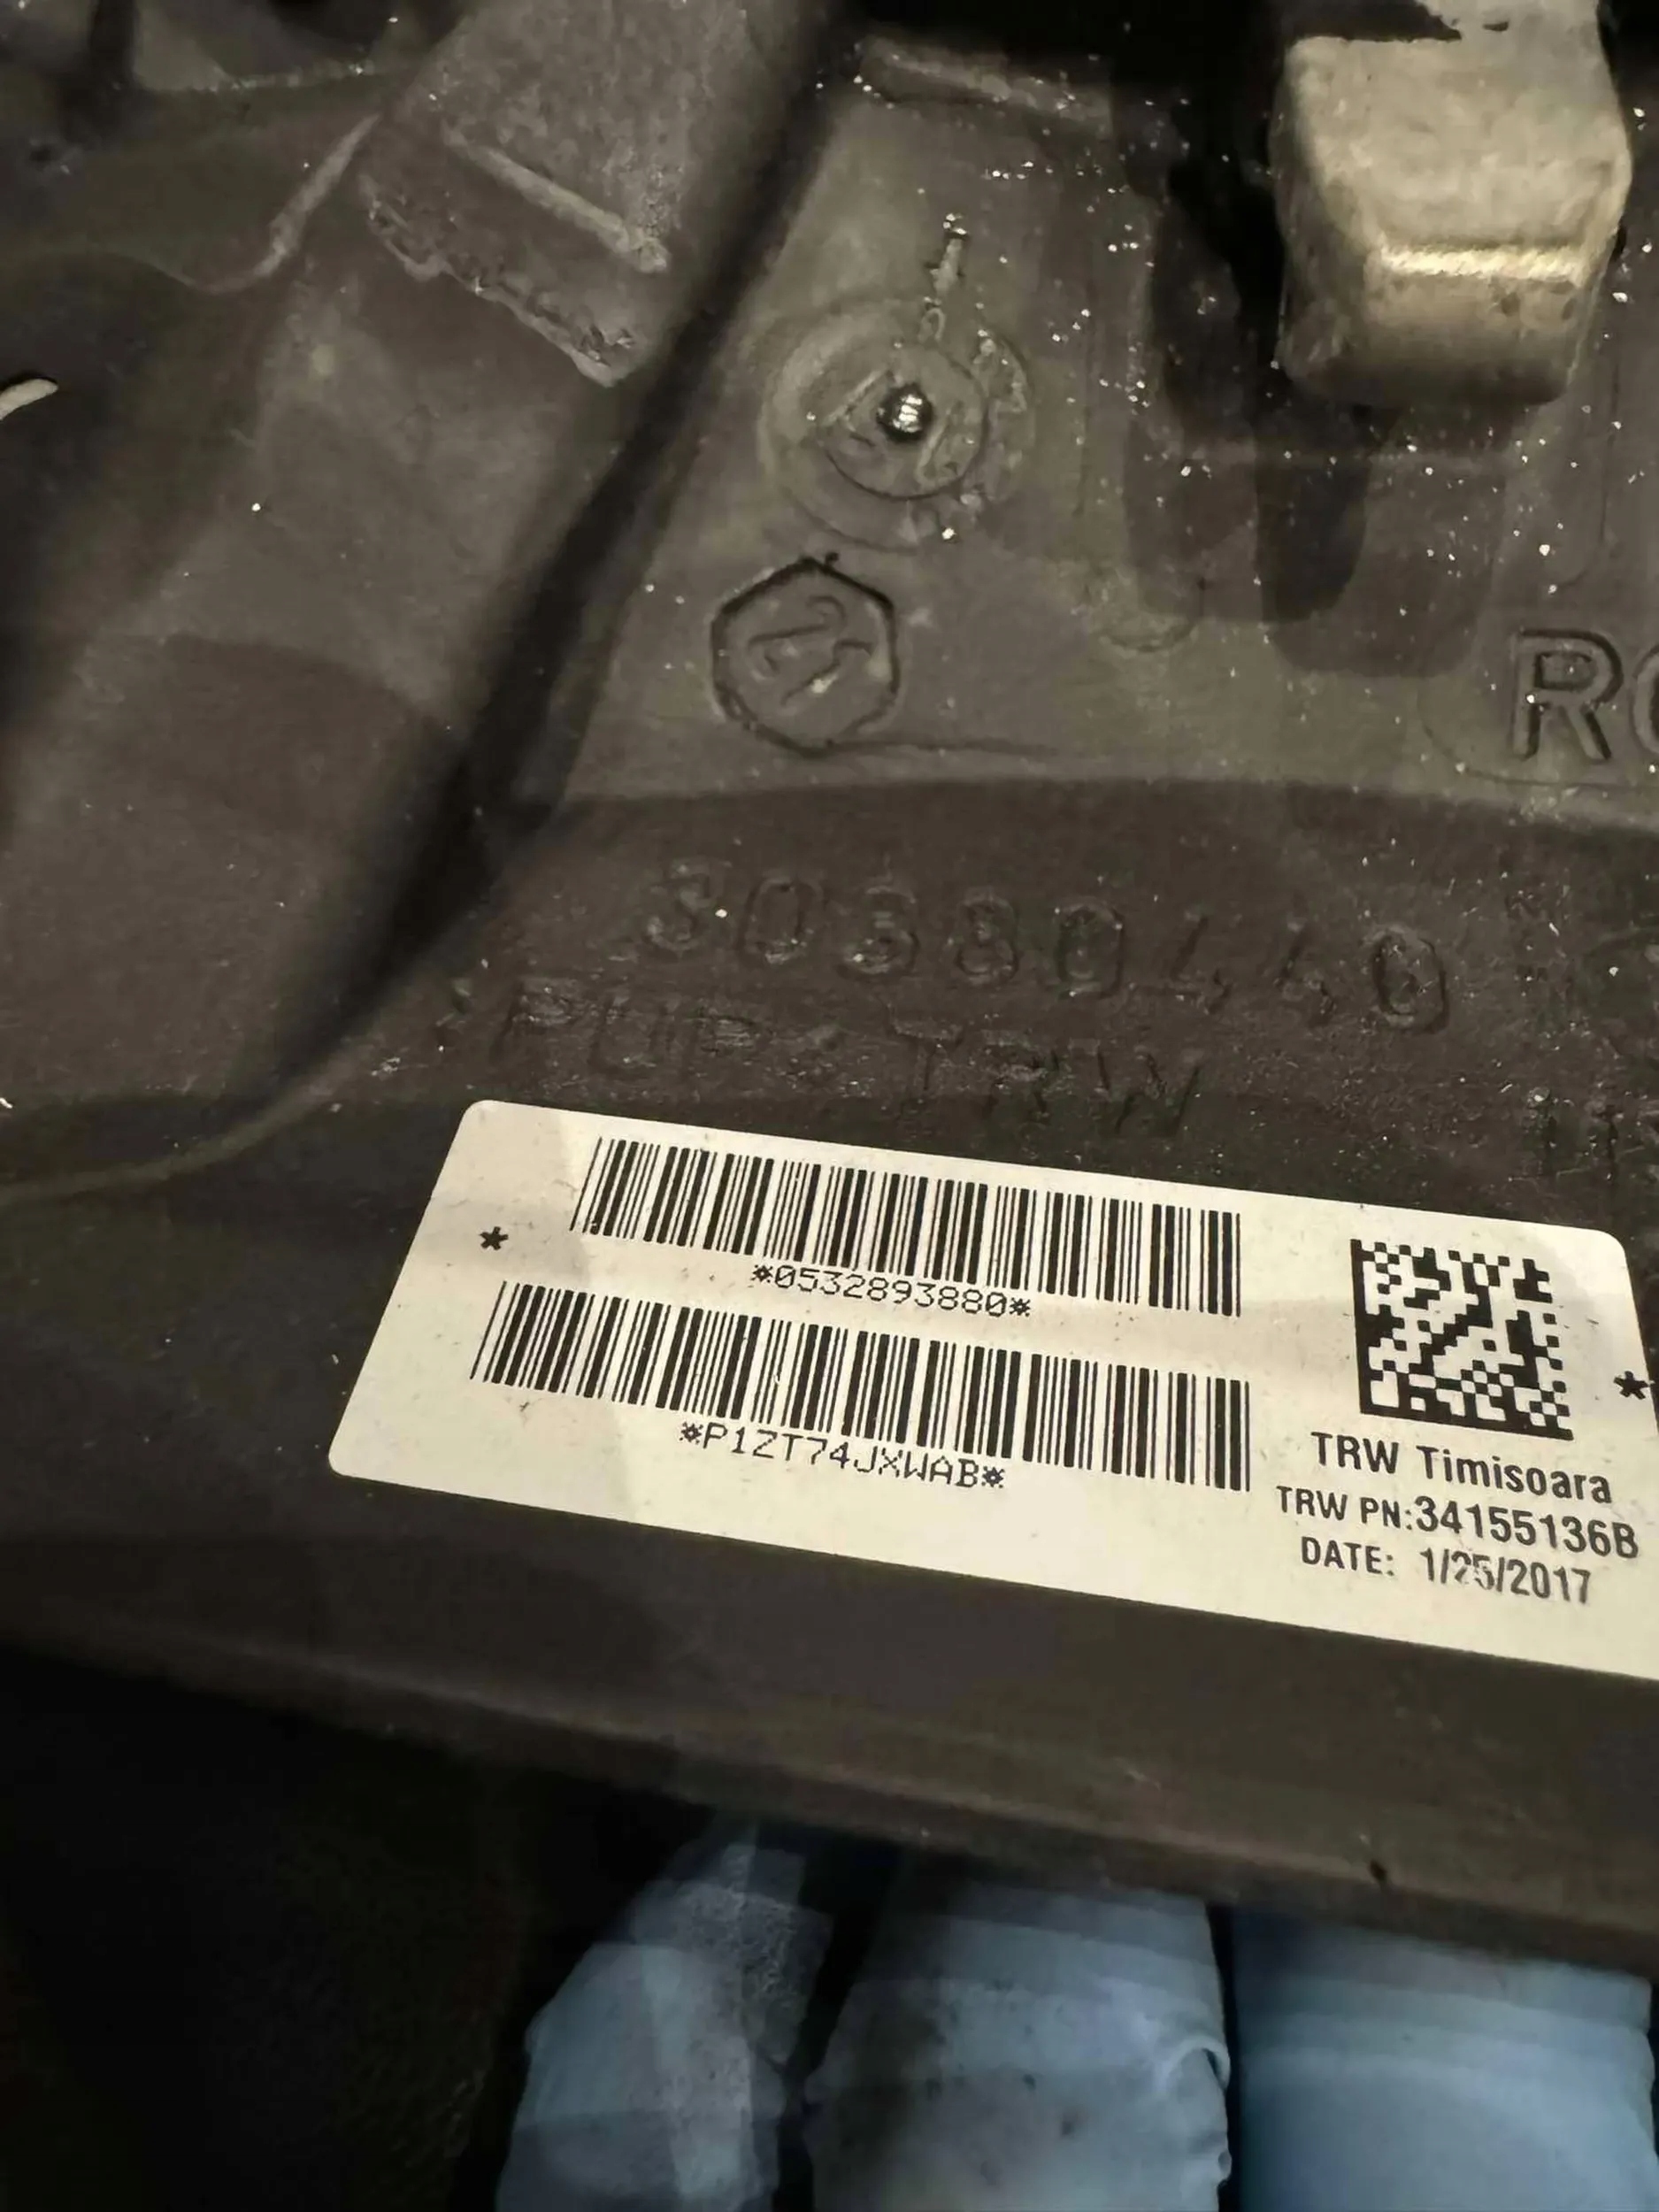 30380440
PUR TRW
*0532893880*
*P1ZT74JXWAB*
*
*
TRW Timisoara
TRW PN:34155136B
DATE: 1/25/2017